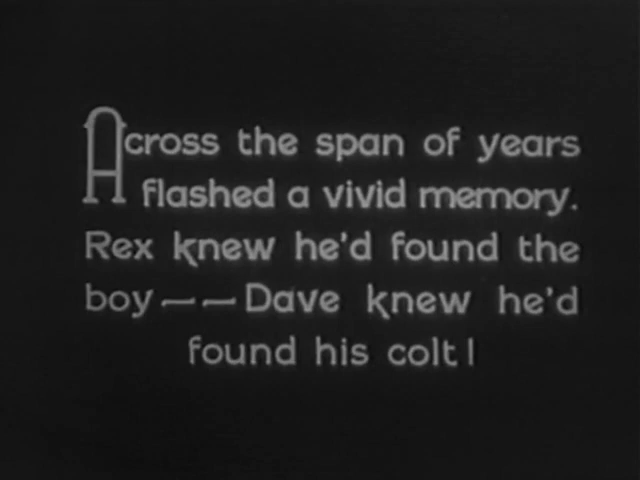 Across the span of years
flashed a vivid memory.
Rex knew he'd found the
boy——Dave knew he'd
found his colt!